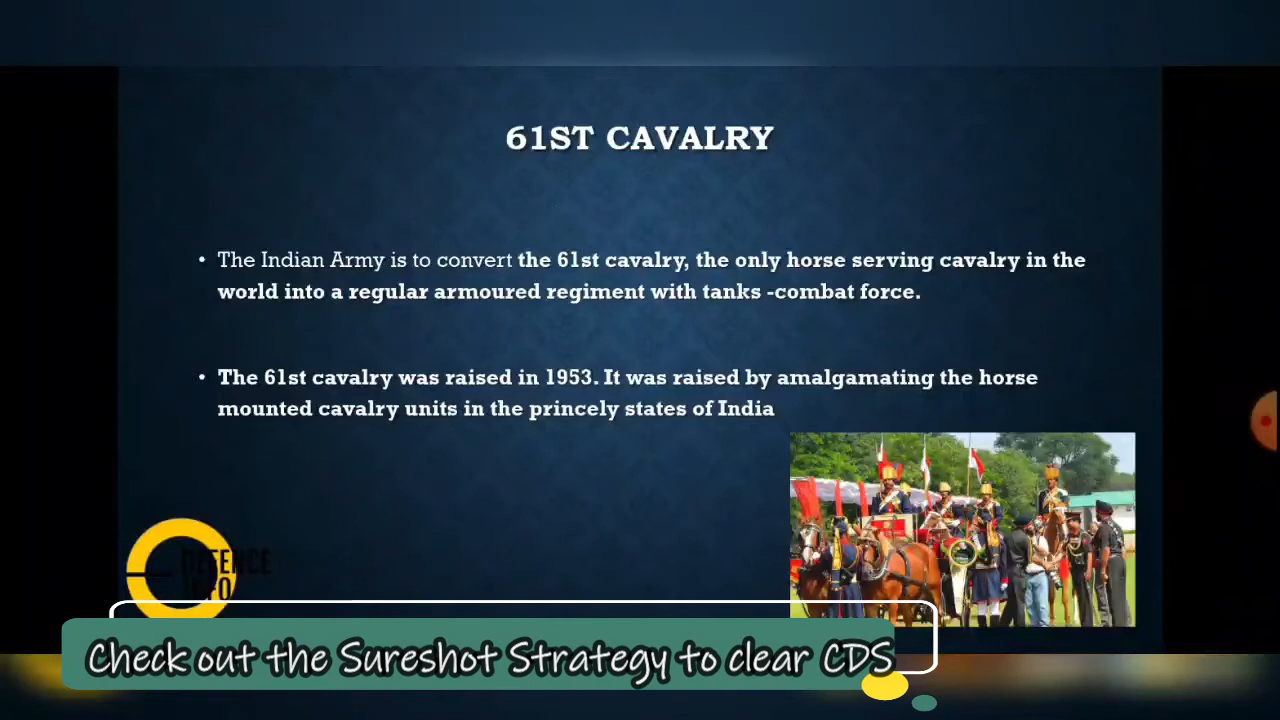 61ST CAVALRY
• The Indian Army is to convert the 61st cavalry, the only horse serving cavalry in the
world into a regular armoured regiment with tanks -combat force.
• The 61st cavalry was raised in 1953. It was raised by amalgamating the horse
mounted cavalry units in the princely states of India
DEFENCE
INFO
Check out the Sureshot Strategy to clear CDS